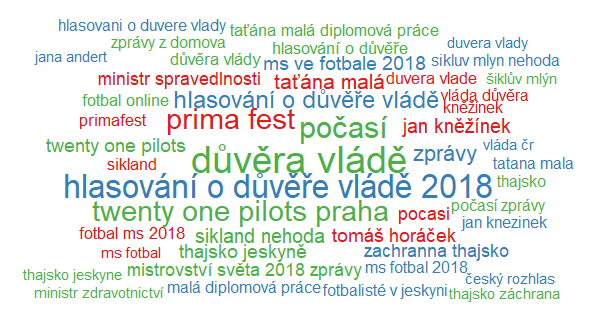 hlasovani o duvere vlady
taťána malá diplomová práce
zprávy z domova
hlasování o důvěře
duvera vlady
jana andert
důvěřa vlády
ms ve fotbale 2018
sikluv mlyn nehoda
ministr spravedlnosti
taťána malá
duvera vlade
šiklův mlýn
fotbal online
hlasování o důvěře vládě
vláda důvěra
kněžínek
primafest
prima fest
počasí
jan kněžínek
twenty one pilots
důvěra vládě
zprávy
vláda čr
sikland
tatana mala
hlasování o důvěře vládě 2018
thajsko
twenty one pilots praha
pocasi
počasí zprávy
jan knezinek
fotbal ms 2018
sikland nehoda
tomáš horáček
ms fotbal
thajsko jeskyně
zachranna thajsko
thajsko jeskyne
mistrovství světa 2018
zprávy
ms fotbal 2018
český rozhlas
ministr zdravotnictví
malá diplomová práce
fotbalisté v jeskyni
thajsko záchrana